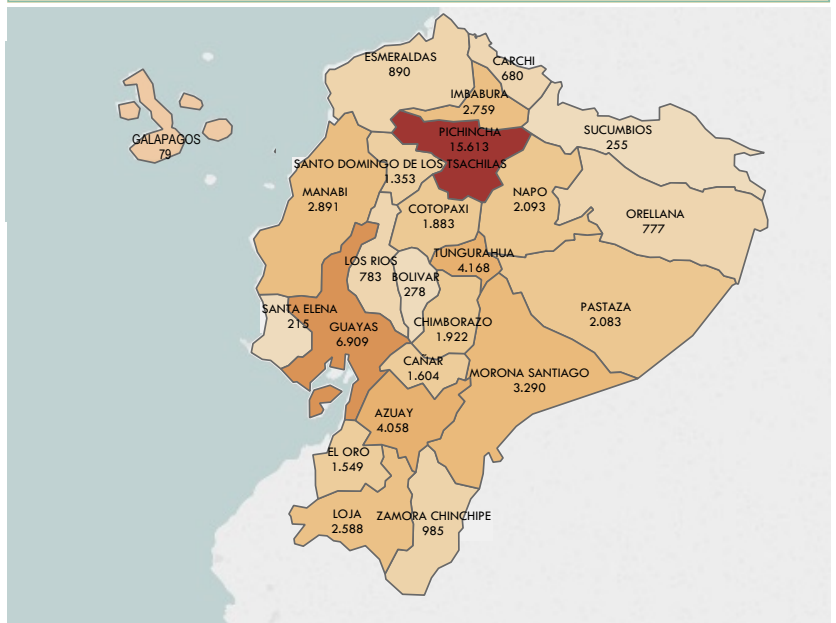 ESMERALDAS
890
CARCHI
680
IMBABURA
2.759
PICHINCHA
15.613
SUCUMBIOS
255
GALAPAGOS
79
SANTO DOMINGO DE LOS TSACHILAS
1.353
MANABI
2.891
NAPO
2.093
COTOPAXI
1.883
ORELLANA
777
TUNGURAHUA
4.168
LOS RIOS
783
BOLIVAR
278
PASTAZA
2.083
SANTA ELENA
215
GUAYAS
6.909
CHIMBORAZO
1.922
CAÑAR
1.604
MORONA SANTIAGO
3.290
AZUAY
4.058
EL ORO
1.549
LOJA
2.588
ZAMORA CHINCHIPE
985